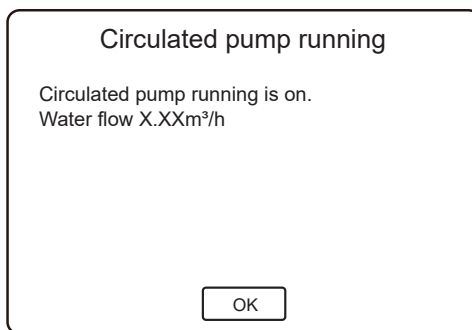 Circulated pump running
Circulated pump running is on.
Water flow X.XXm³/h
OK